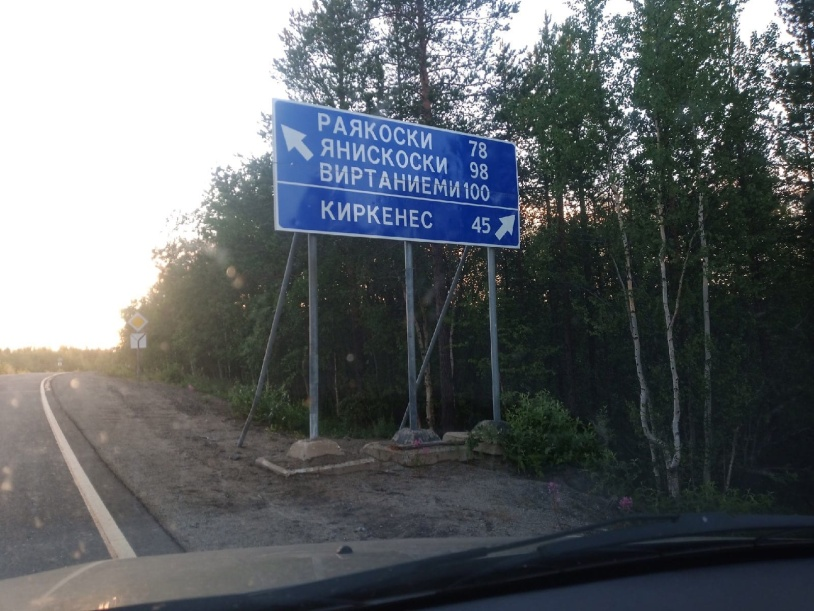 РАЯКОСКИ 78
ЯНИСКОСКИ 98
ВИРТАНИЕМИ 100
КИРКЕНЕС 45